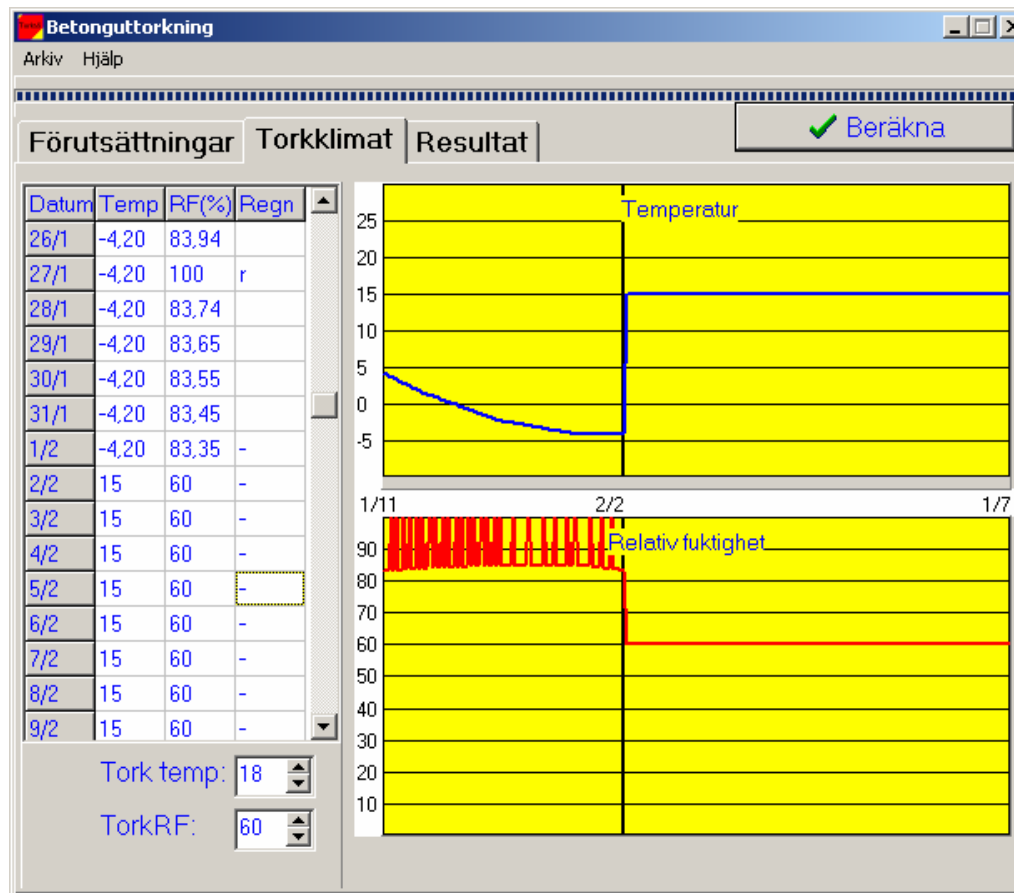 Betonguttorkning
Arkiv Hjälp
Förutsättningar Torkklimat Resultat Beräkna
Datum Temp RF(%) Regn
26/1 -4,20 83,94
27/1 -4,20 100 r
28/1 -4,20 83,74
29/1 -4,20 83,65
30/1 -4,20 83,55
31/1 -4,20 83,45
1/2 -4,20 83,35 -
2/2 15 60 -
3/2 15 60 -
4/2 15 60 -
5/2 15 60 -
6/2 15 60 -
7/2 15 60 -
8/2 15 60 -
9/2 15 60 -
Tork temp: 18
TorkRF: 60
Temperatur
25
20
15
10
5
0
-5
1/11 2/2 1/7
Relativ fuktighet
90
80
70
60
50
40
30
20
10